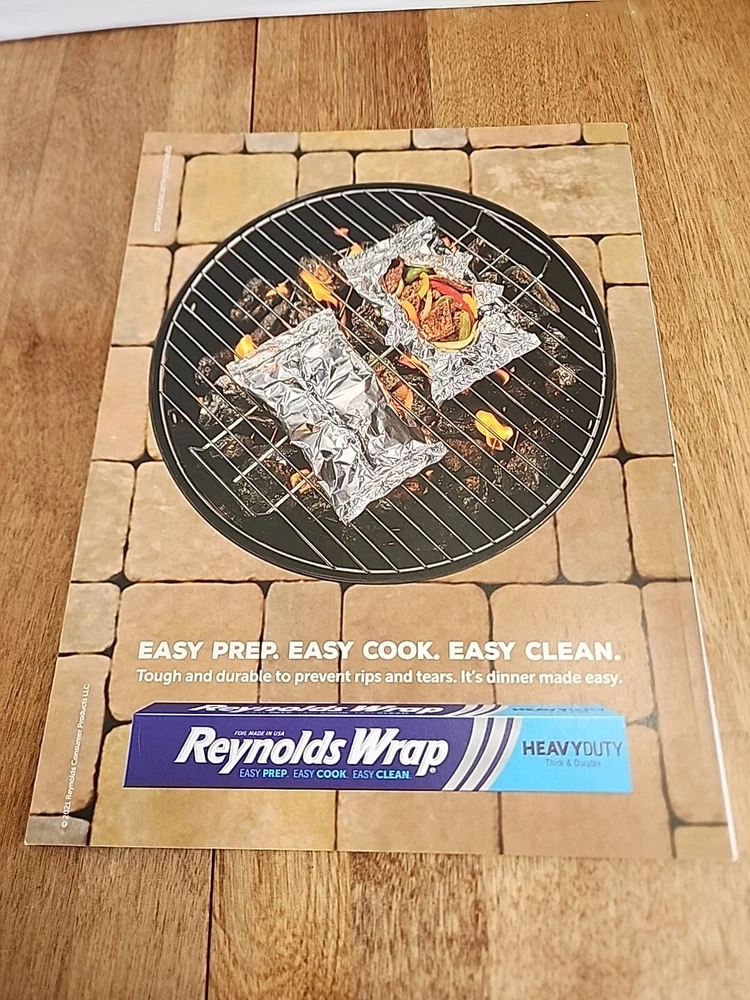 EASY PREP. EASY COOK. EASY CLEAN.
Tough and durable to prevent rips and tears. It's dinner made easy.
FOIL MADE IN USA
Reynolds Wrap®
EASY PREP. EASY COOK. EASY CLEAN.
HEAVY DUTY
Thick & Durable
© 2021 Reynolds Consumer Products LLC